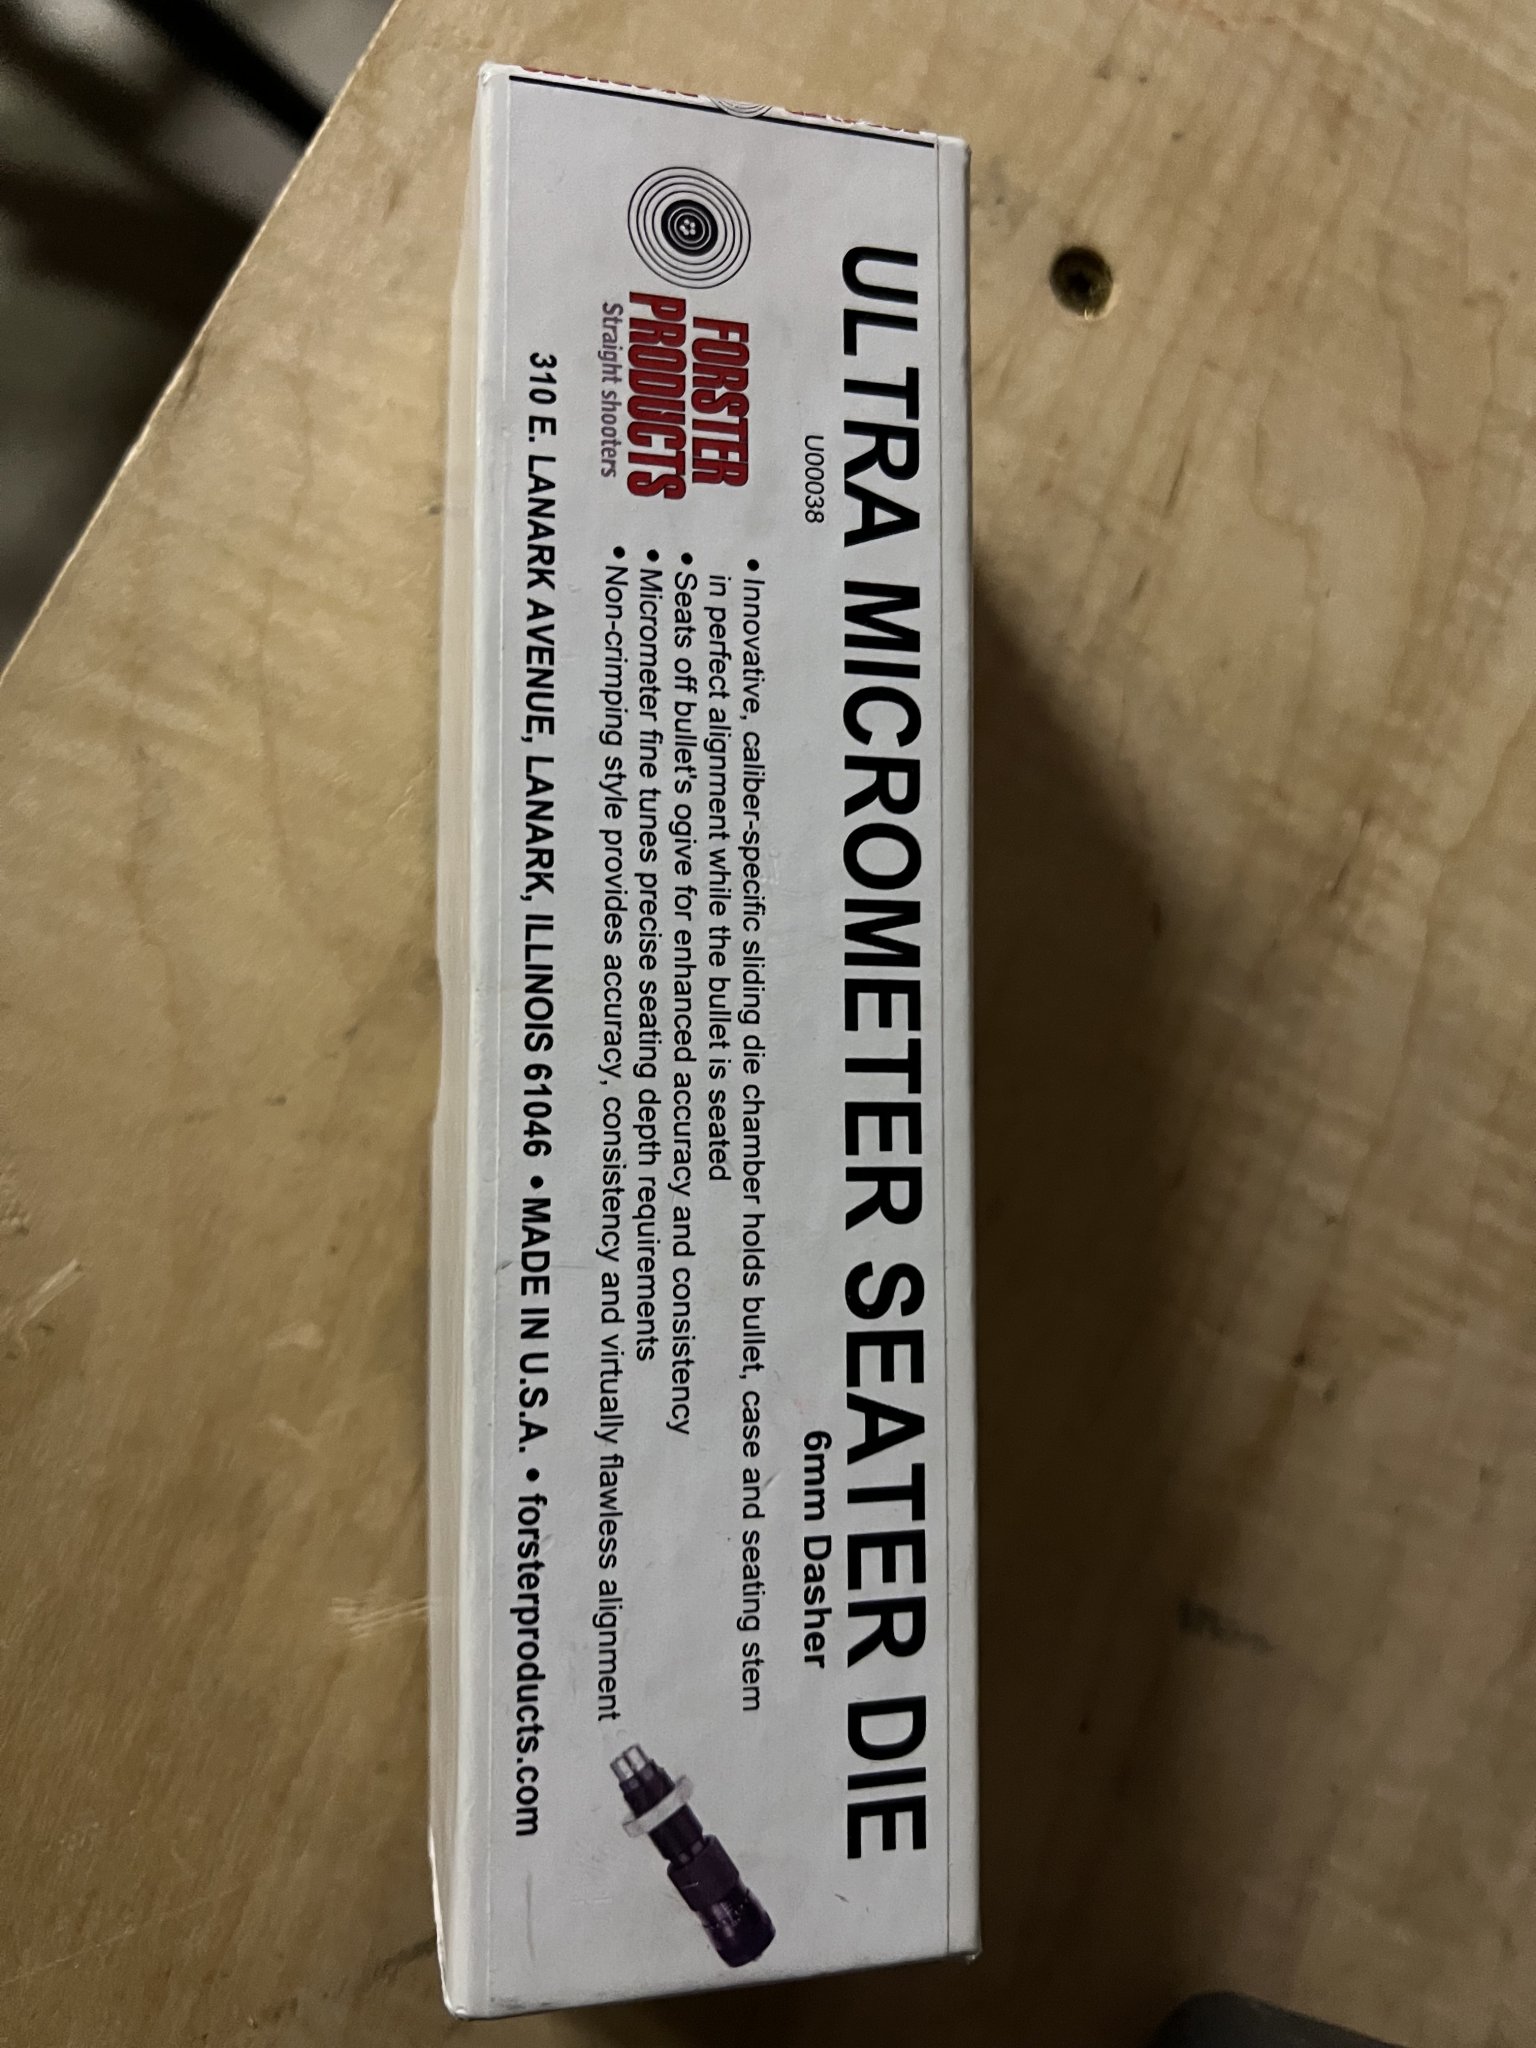 ULTRA MICROMETER SEATER DIE
U00038
6mm Dasher
FORSTER
PRODUCTS
Straight shooters
• Innovative, caliber-specific sliding die chamber holds bullet, case and seating stem
in perfect alignment while the bullet is seated
• Seats off bullet's ogive for enhanced accuracy and consistency
• Micrometer fine tunes precise seating depth requirements
• Non-crimping style provides accuracy, consistency and virtually flawless alignment
310 E. LANARK AVENUE, LANARK, ILLINOIS 61046 • MADE IN U.S.A. • forsterproducts.com